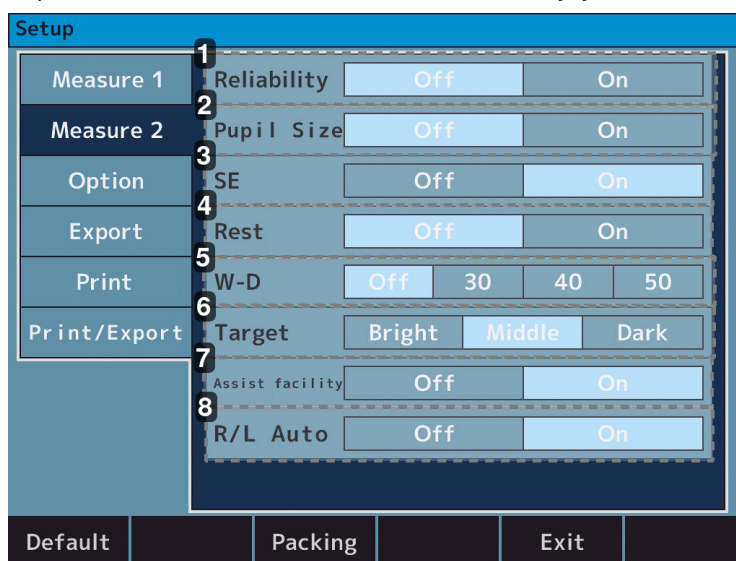 Setup
Measure 1
Measure 2
Option
Export
Print
Print/Export
1
Reliability Off On
2
Pupil Size Off On
3
SE Off On
4
Rest Off On
5
W-D Off 30 40 50
6
Target Bright Middle Dark
7
Assist facility Off On
8
R/L Auto Off On
Default Packing Exit